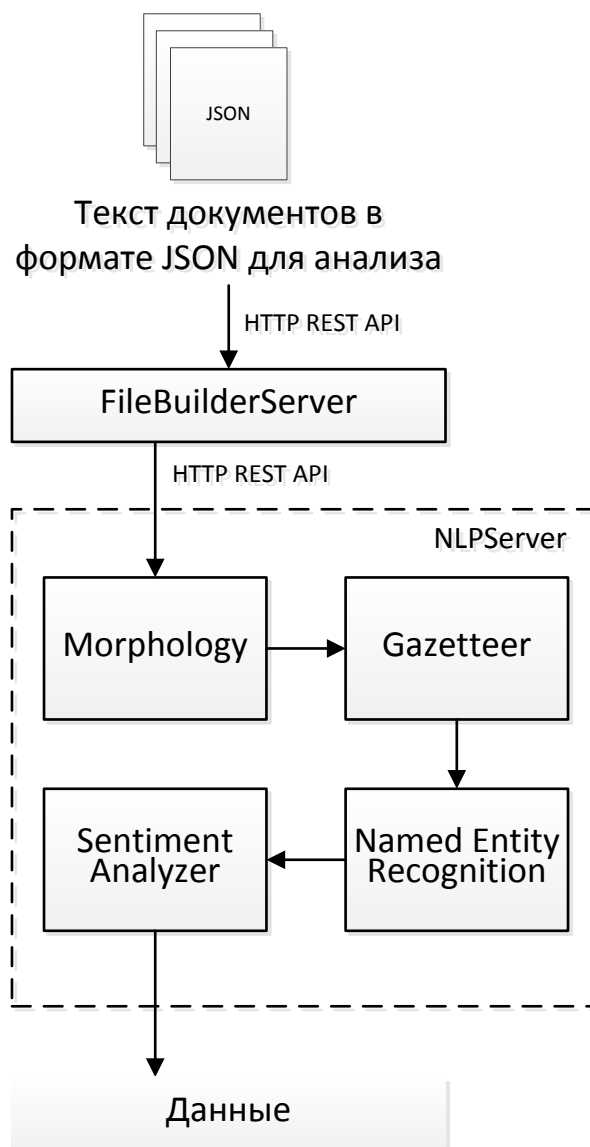 JSON
Текст документов в
формате JSON для анализа
HTTP REST API
FileBuilderServer
HTTP REST API
NLPServer
Morphology
Gazetteer
Sentiment
Analyzer
Named Entity
Recognition
Данные